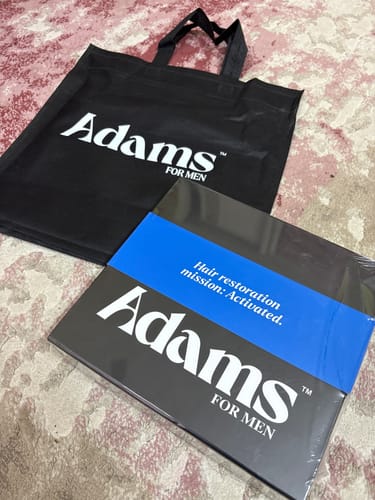 Adams™
FOR MEN
Hair restoration
mission: Activated.
Adams™
FOR MEN